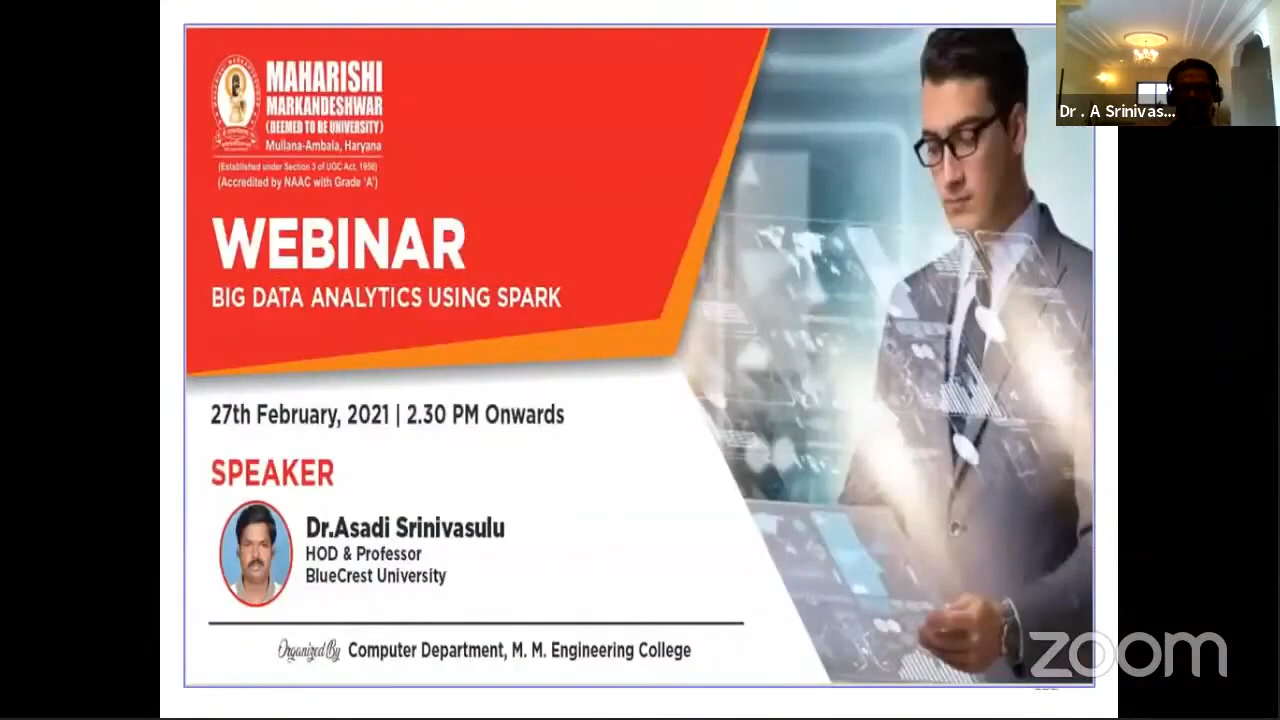 MAHARISHI
MARKANDESHWAR
(DEEMED TO BE UNIVERSITY)
Mullana-Ambala, Haryana
(Established under Section 3 of UGC Act, 1956)
(Accredited by NAAC with Grade 'A')
WEBINAR
BIG DATA ANALYTICS USING SPARK
27th February, 2021 | 2.30 PM Onwards
SPEAKER
Dr.Asadi Srinivasulu
HOD & Professor
BlueCrest University
Organized By Computer Department, M. M. Engineering College
Dr . A Srinivas...
zoom